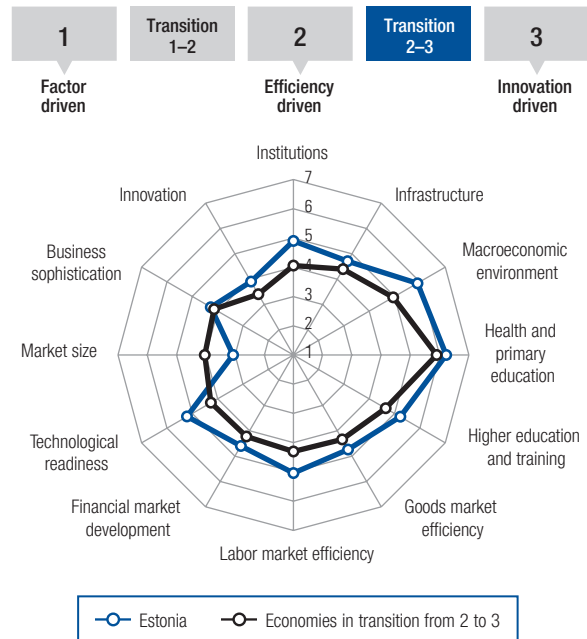 1
Transition
1–2
2
Transition
2–3
3
Factor
driven
Efficiency
driven
Innovation
driven
Institutions
Innovation
Infrastructure
Business
sophistication
Macroeconomic
environment
Market size
Health and
primary
education
Technological
readiness
Higher education
and training
Financial market
development
Goods market
efficiency
Labor market efficiency
7
6
5
4
3
2
1
Estonia
Economies in transition from 2 to 3